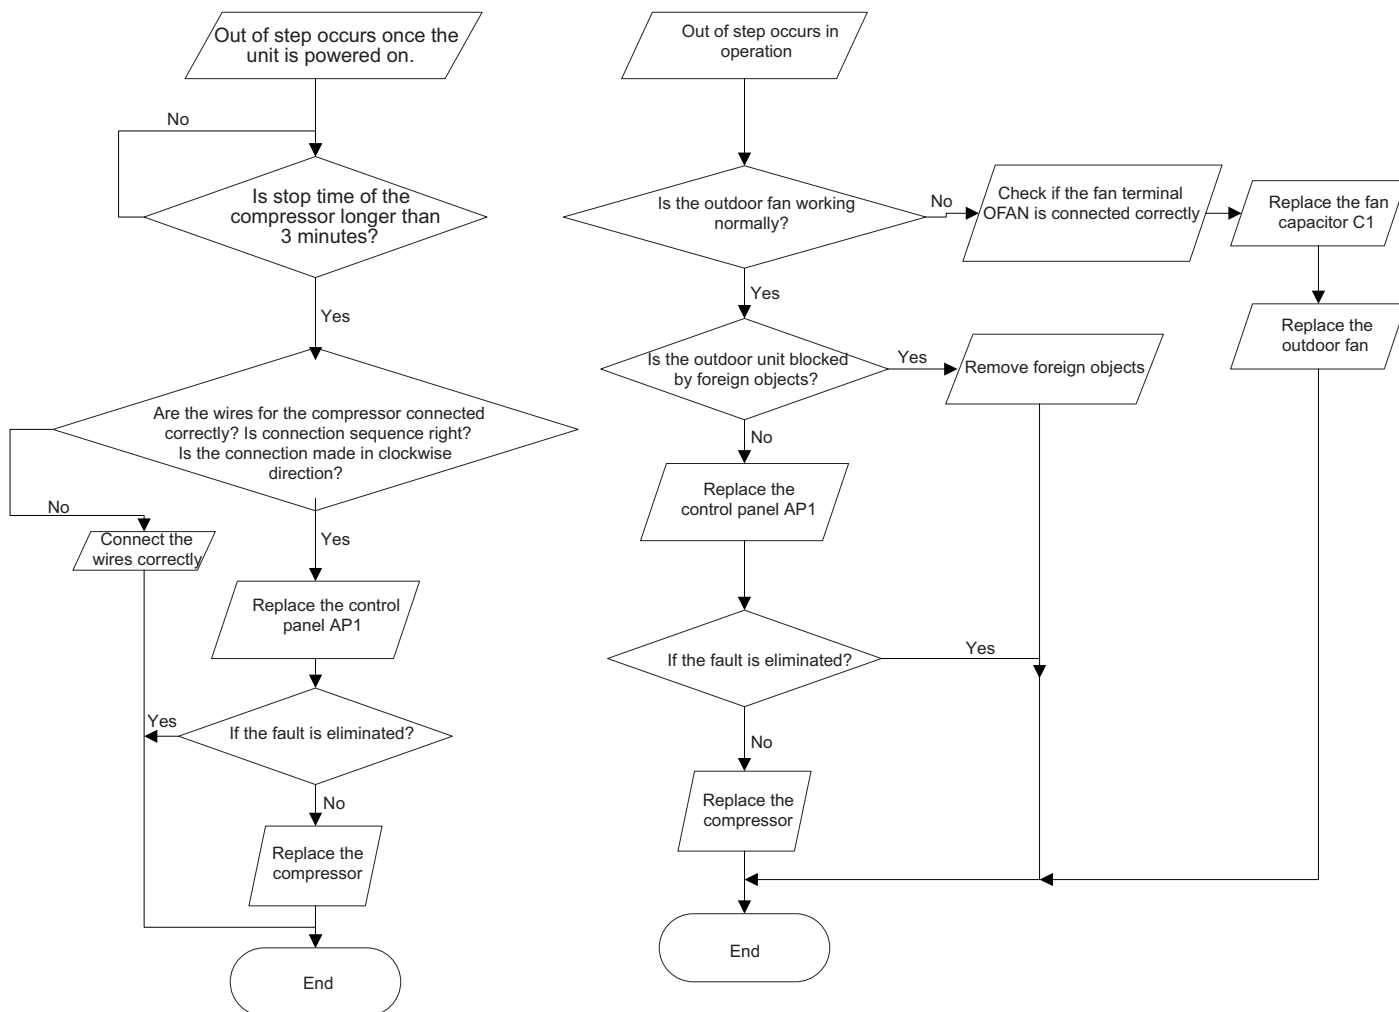 Out of step occurs once the
unit is powered on.
No
Is stop time of the
compressor longer than
3 minutes?
Yes
Are the wires for the compressor connected
correctly? Is connection sequence right?
Is the connection made in clockwise
direction?
No
Connect the
wires correctly
Yes
Replace the control
panel AP1
Yes
If the fault is eliminated?
No
Replace the
compressor
End
Out of step occurs in
operation
Is the outdoor fan working
normally?
No
Check if the fan terminal
OFAN is connected correctly
Replace the fan
capacitor C1
Replace the
outdoor fan
Yes
Is the outdoor unit blocked
by foreign objects?
Yes
Remove foreign objects
No
Replace the
control panel AP1
If the fault is eliminated?
Yes
No
Replace the
compressor
End